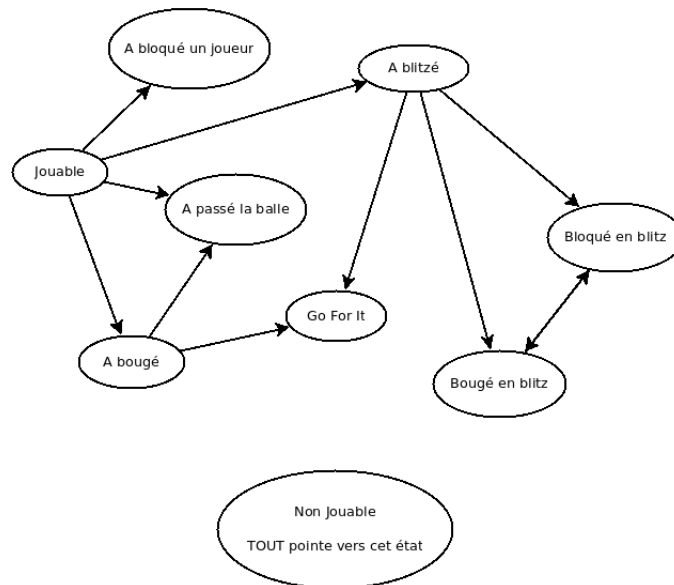 A bloqué un joueur
A blitzé
Jouable
A passé la balle
Bloqué en blitz
Go For It
A bougé
Bougé en blitz
Non Jouable
TOUT pointe vers cet état